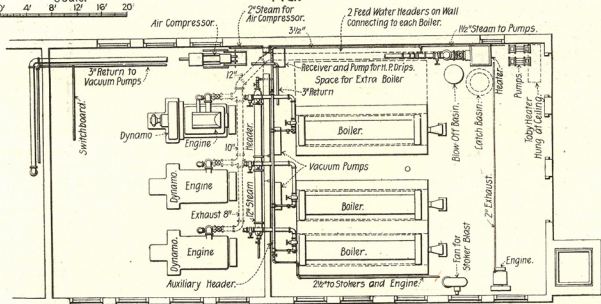 0' 4' 8' 12' 16' 20'
Air Compressor.
2" Steam for
Air Compressor.
2 Feed Water Headers on Wall
Connecting to each Boiler.
1½" Steam to Pumps.
3½"
3" Return to
Vacuum Pumps
12"
Receiver and Pump for H.P. Drips.
Space for Extra Boiler
3" Return
Switchboard.
Dynamo
Engine
Header
10"
Boiler.
Blow Off Basin.
Catch Basin.
Heater.
Pumps.
Toby Heater
Hung at Ceiling.
Vacuum Pumps
Dynamo.
Engine
Exhaust 8"
12" Steam
Boiler.
2" Exhaust.
Dynamo.
Engine
Boiler.
Fan for
Stoker Blast
Engine.
Auxiliary Header.
2½" to Stokers and Engine.